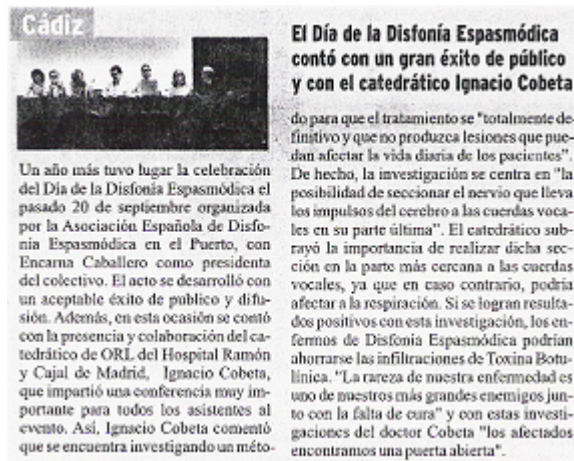 Cádiz
El Día de la Disfonía Espasmódica
contó con un gran éxito de público
y con el catedrático Ignacio Cobeta
Un año más tuvo lugar la celebración
del Día de la Disfonía Espasmódica el
pasado 20 de septiembre organizada
por la Asociación Española de Disfo-
nía Espasmódica en el Puerto, con
Encarna Caballero como presidenta
del colectivo. El acto se desarrolló con
un aceptable éxito de publico y difu-
sión. Además, en esta ocasión se contó
con la presencia y colaboración del ca-
tedrático de ORL del Hospital Ramón
y Cajal de Madrid, Ignacio Cobeta,
que impartió una conferencia muy im-
portante para todos los asistentes al
evento. Así, Ignacio Cobeta comentó
que se encuentra investigando un méto-
do para que el tratamiento se "totalmente de-
finitivo y que no produzca lesiones que pue-
dan afectar la vida diaria de los pacientes".
De hecho, la investigación se centra en "la
posibilidad de seccionar el nervio que lleva
los impulsos del cerebro a las cuerdas voca-
les en su parte última". El catedrático sub-
rayó la importancia de realizar dicha sec-
ción en la parte más cercana a las cuerdas
vocales, ya que en caso contrario, podría
afectar a la respiración. Si se logran resulta-
dos positivos con esta investigación, los en-
fermos de Disfonía Espasmódica podrían
ahorrarse las infiltraciones de Toxina Botu-
línica. "La rareza de nuestra enfermedad es
uno de nuestros más grandes enemigos jun-
to con la falta de cura" y con estas investi-
gaciones del doctor Cobeta "los afectados
encontramos una puerta abierta".